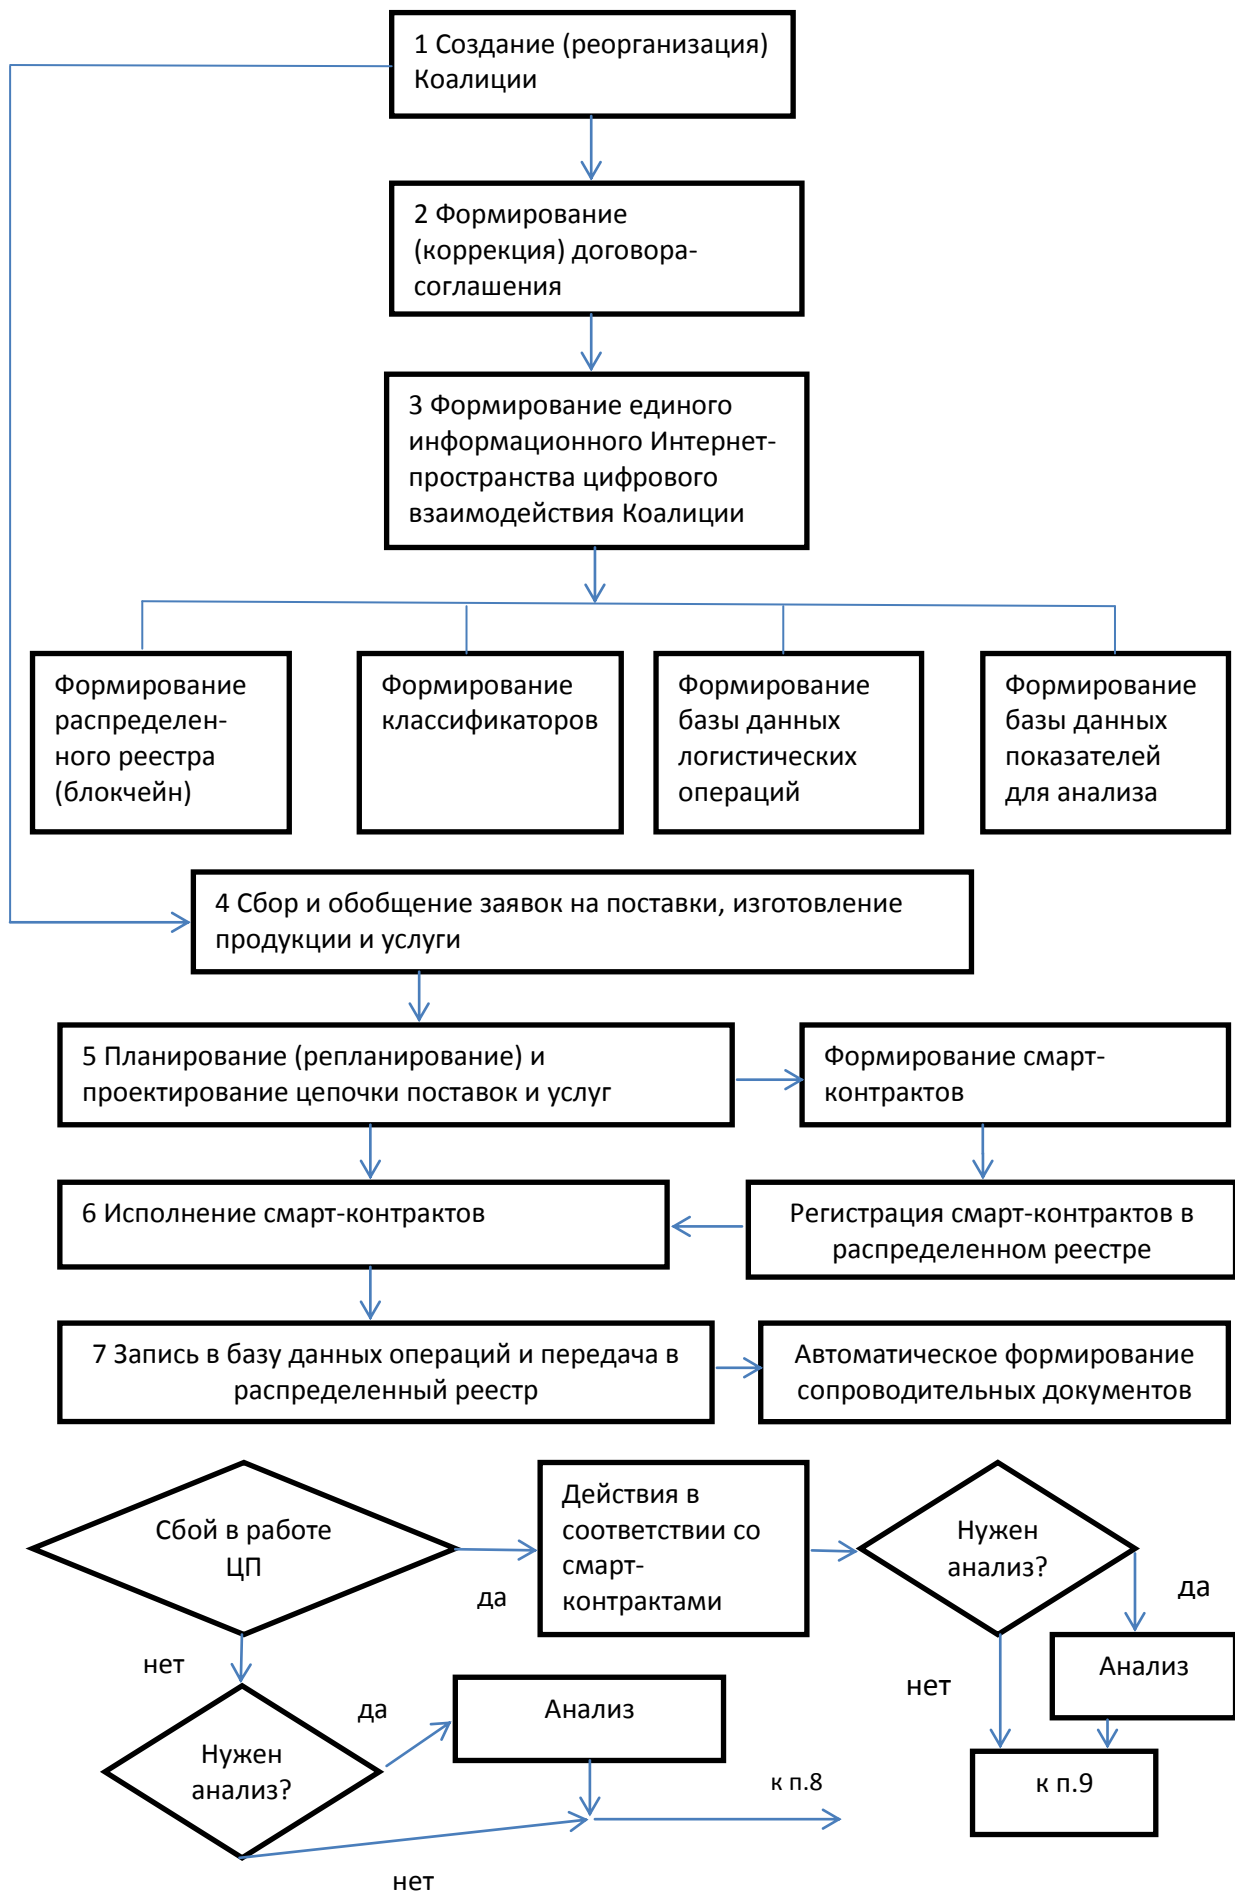 1 Создание (реорганизация)
Коалиции
2 Формирование
(коррекция) договора-
соглашения
3 Формирование единого
информационного Интернет-
пространства цифрового
взаимодействия Коалиции
Формирование
распределен-
ного реестра
(блокчейн)
Формирование
классификаторов
Формирование
базы данных
логистических
операций
Формирование
базы данных
показателей
для анализа
4 Сбор и обобщение заявок на поставки, изготовление
продукции и услуги
5 Планирование (репланирование) и
проектирование цепочки поставок и услуг
Формирование смарт-
контрактов
6 Исполнение смарт-контрактов
Регистрация смарт-контрактов в
распределенном реестре
7 Запись в базу данных операций и передача в
распределенный реестр
Автоматическое формирование
сопроводительных документов
Сбой в работе
ЦП
да
Действия в
соответствии со
смарт-
контрактами
Нужен
анализ?
да
Анализ
нет
к п.9
нет
Нужен
анализ?
да
Анализ
к п.8
нет